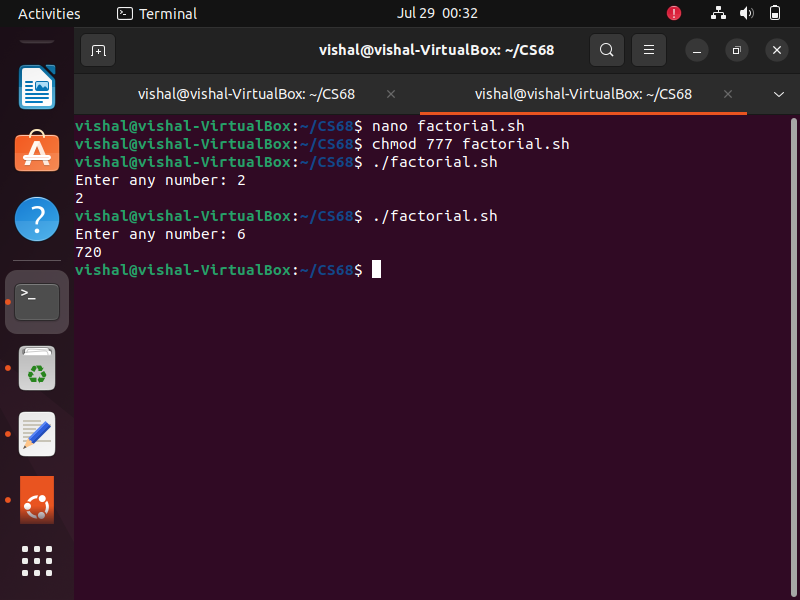 Activities Terminal Jul 29 00:32
vishal@vishal-VirtualBox: ~/CS68
vishal@vishal-VirtualBox: ~/CS68 vishal@vishal-VirtualBox: ~/CS68
vishal@vishal-VirtualBox:~/CS68$ nano factorial.sh
vishal@vishal-VirtualBox:~/CS68$ chmod 777 factorial.sh
vishal@vishal-VirtualBox:~/CS68$ ./factorial.sh
Enter any number: 2
2
vishal@vishal-VirtualBox:~/CS68$ ./factorial.sh
Enter any number: 6
720
vishal@vishal-VirtualBox:~/CS68$